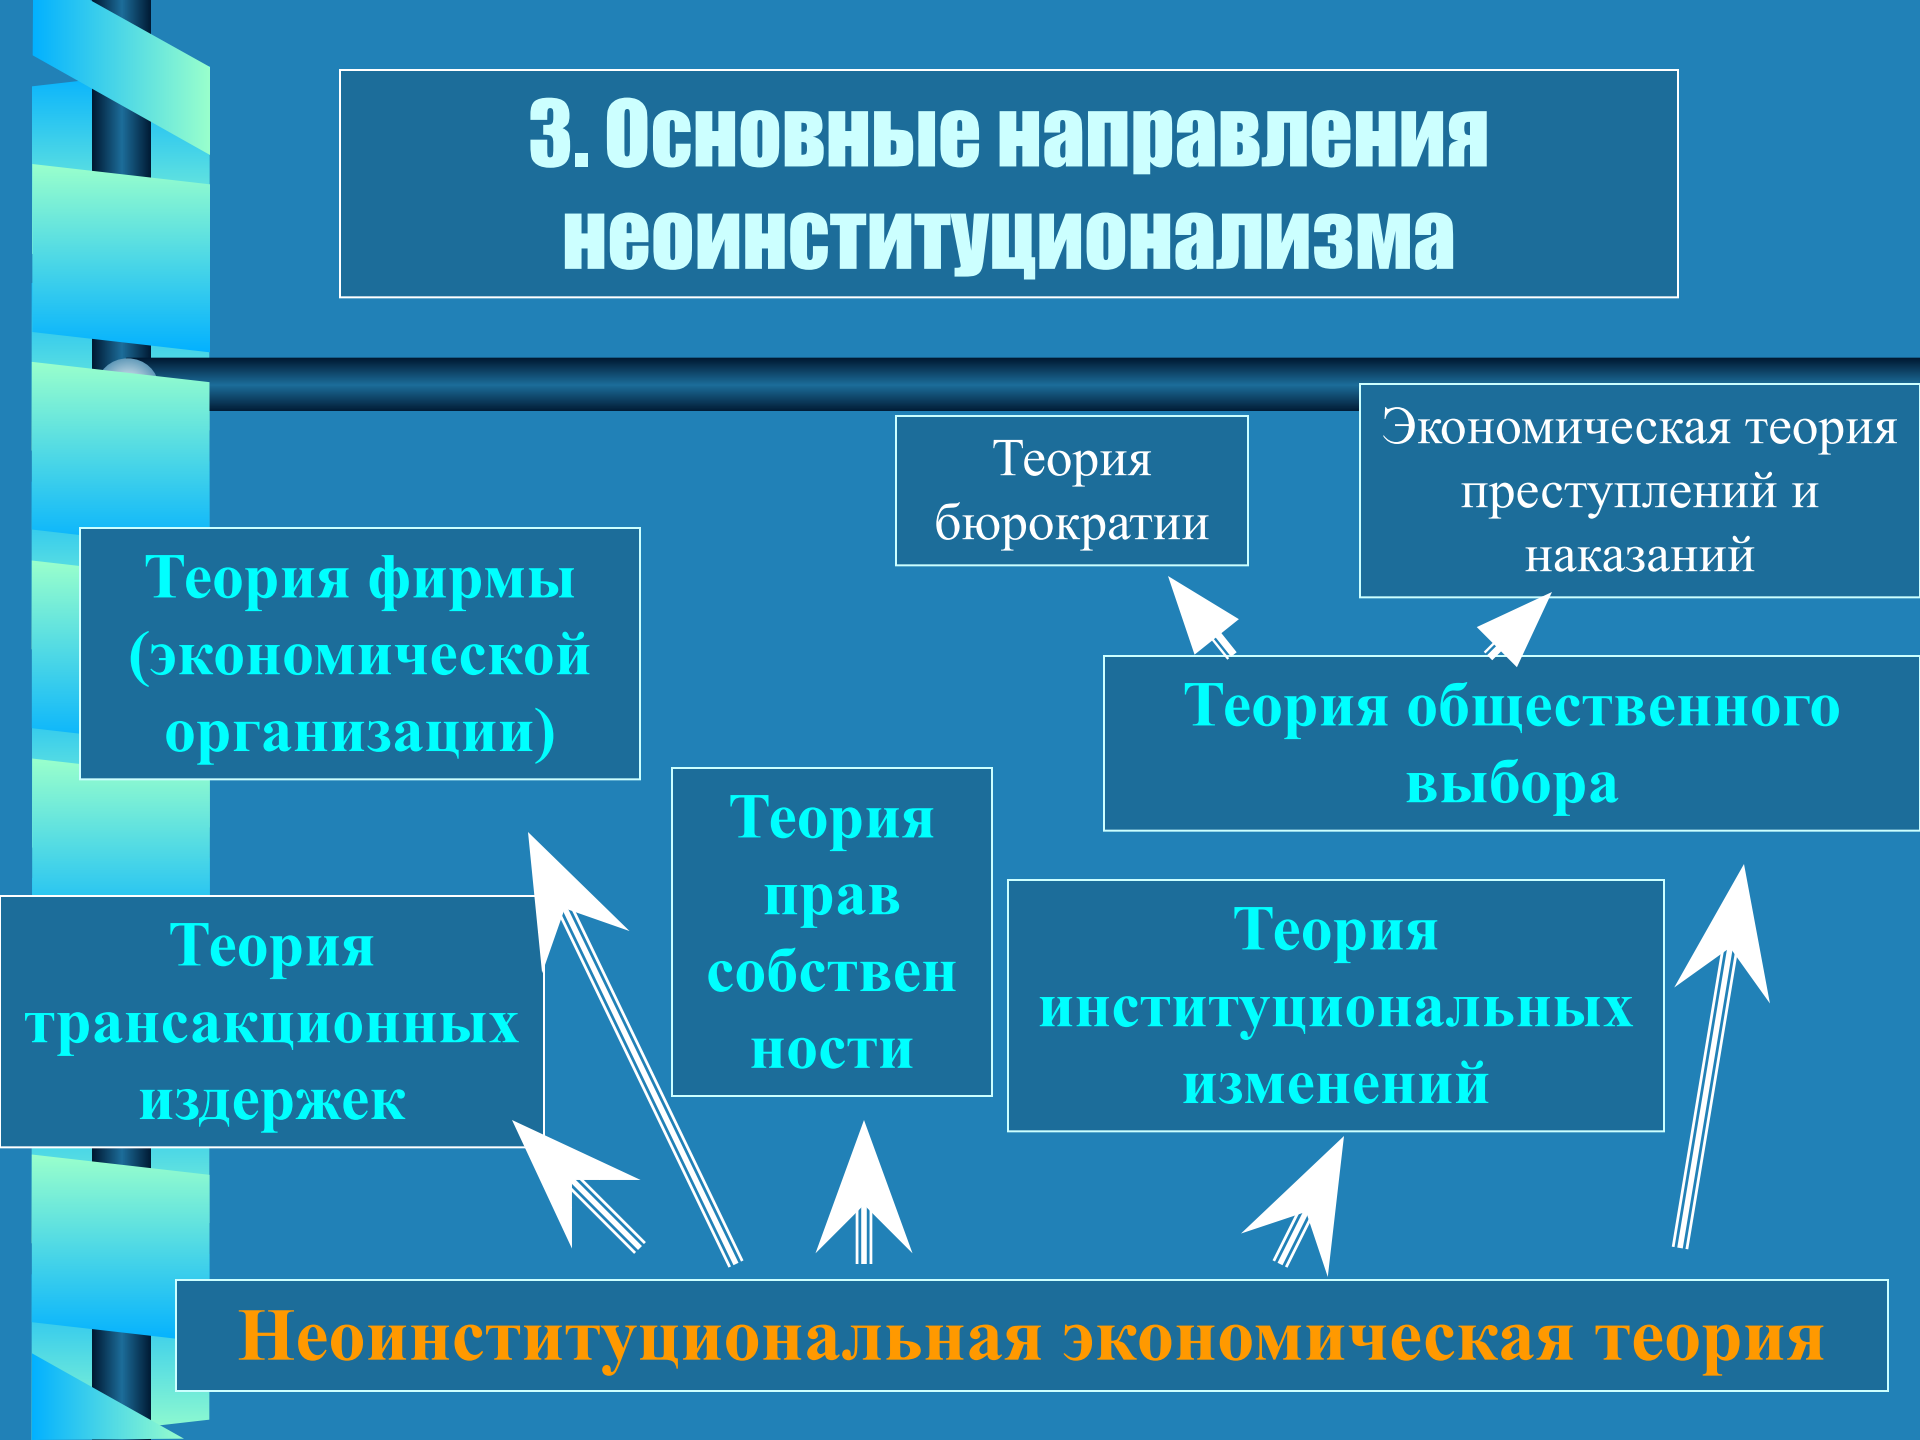 3. Основные направления
неоинституционализма
Теория
бюрократии
Экономическая теория
преступлений и
наказаний
Теория фирмы
(экономической
организации)
Теория общественного
выбора
Теория
прав
собствен
ности
Теория
трансакционных
издержек
Теория
институциональных
изменений
Неоинституциональная экономическая теория